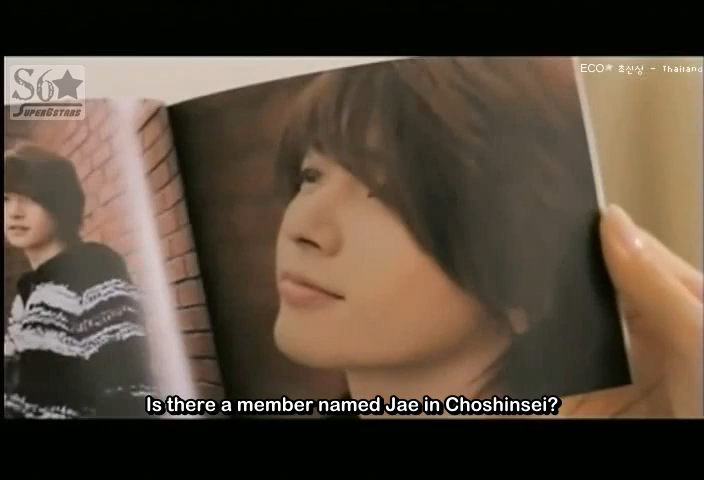 S6★
SUPER6STARS
ECO* 초신성 - Thailand
Is there a member named Jae in Choshinsei?